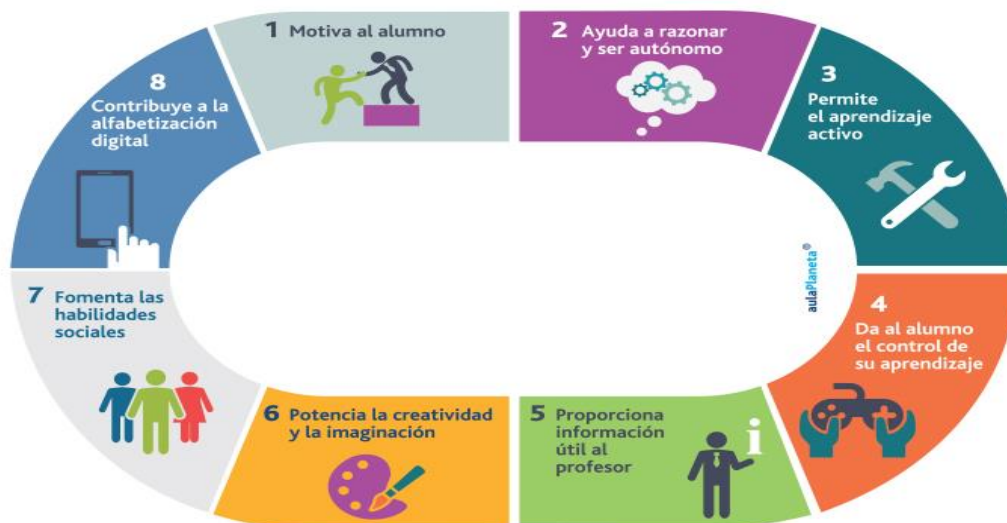 1 Motiva al alumno
2 Ayuda a razonar
y ser autónomo
3
Permite
el aprendizaje
activo
4
Da al alumno
el control de
su aprendizaje
5 Proporciona
información
útil al
profesor
i
6 Potencia la creatividad
y la imaginación
7 Fomenta las
habilidades
sociales
8
Contribuye a la
alfabetización
digital
aulaPlaneta®